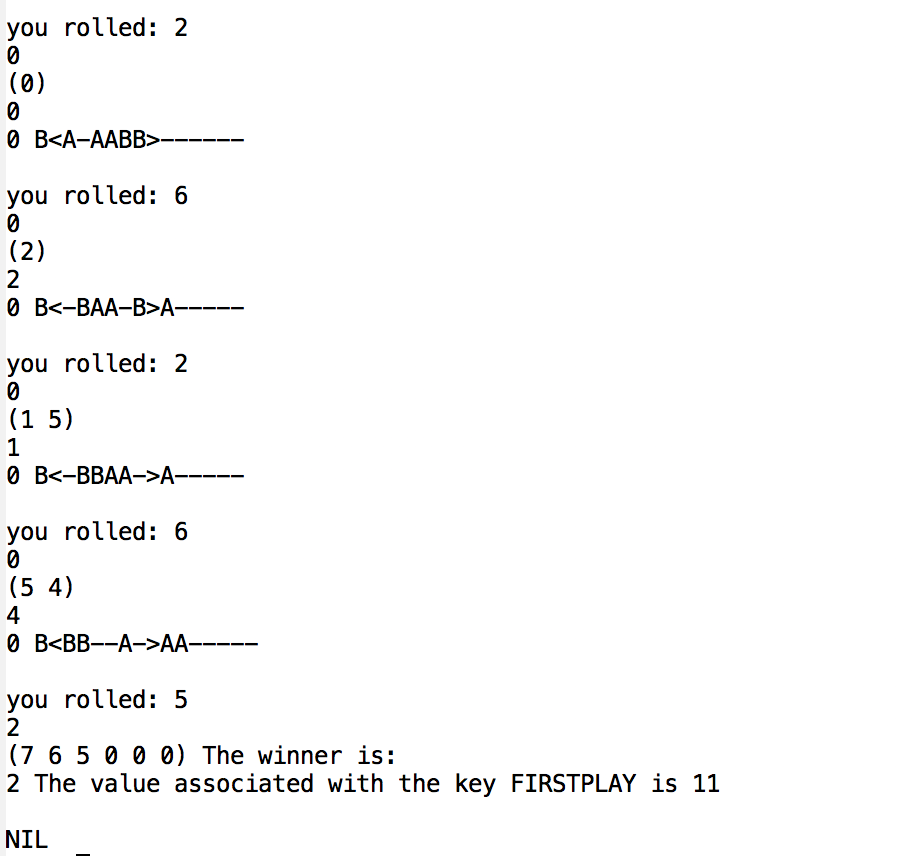 you rolled: 2
0
(0)
0
0 B<A-AABB>------
you rolled: 6
0
(2)
2
0 B<-BAA-B>A-----
you rolled: 2
0
(1 5)
1
0 B<-BBAA->A-----
you rolled: 6
0
(5 4)
4
0 B<BB--A->AA-----
you rolled: 5
2
(7 6 5 0 0 0) The winner is:
2 The value associated with the key FIRSTPLAY is 11
NIL